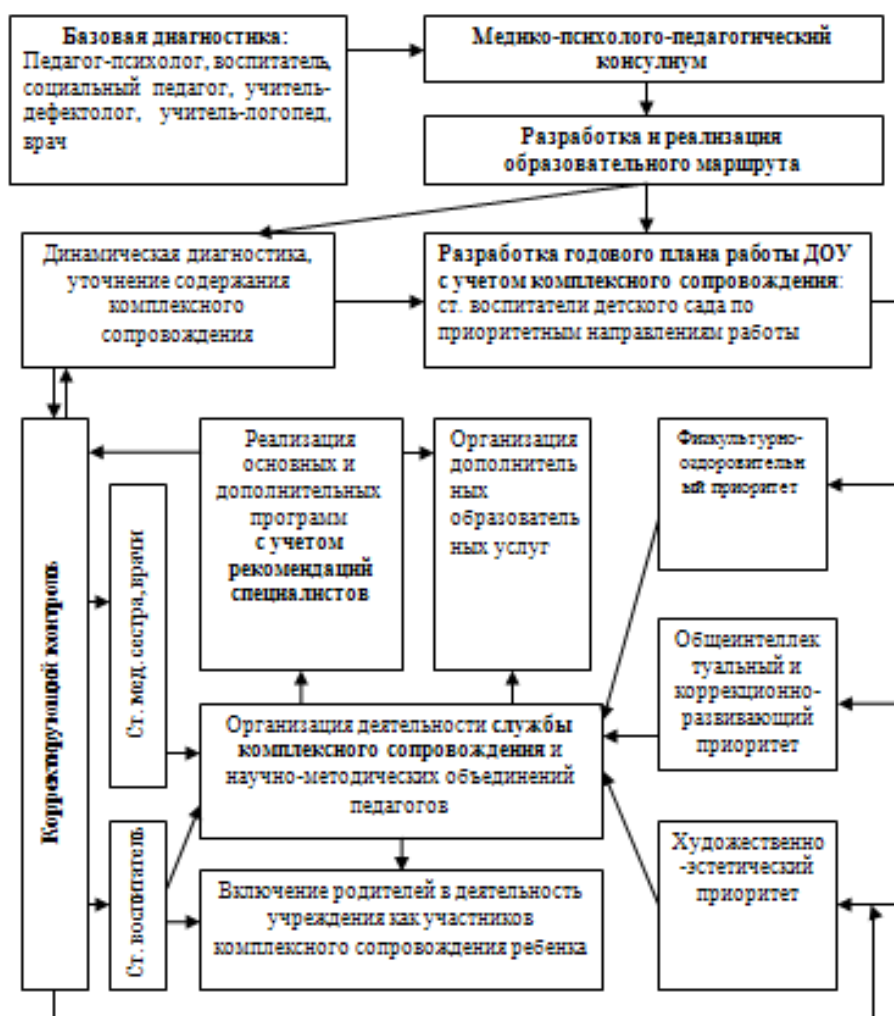 Базовая диагностика:
Педагог-психолог, воспитатель,
социальный педагог, учитель-
дефектолог, учитель-логопед,
врач
Медико-психолого-педагогический
консулиум
Разработка и реализация
образовательного маршрута
Динамическая диагностика,
уточнение содержания
комплексного
сопровождения
Разработка годового плана работы ДОУ
с учетом комплексного сопровождения:
ст. воспитатели детского сада по
приоритетным направлениям работы
Корректирующий контроль
Ст. мед. сестра, врачи
Ст. воспитатель
Реализация
основных и
дополнительных
программ
с учетом
рекомендаций
специалистов
Организация
дополнитель
ных
образователь
ных услуг
Физкультурно-
оздоровительн
ый приоритет
Общеинтеллек
туальный и
коррекционно-
развивающий
приоритет
Организация деятельности службы
комплексного сопровождения и
научно-методических объединений
педагогов
Художественно
-эстетический
приоритет
Включение родителей в деятельность
учреждения как участников
комплексного сопровождения ребенка